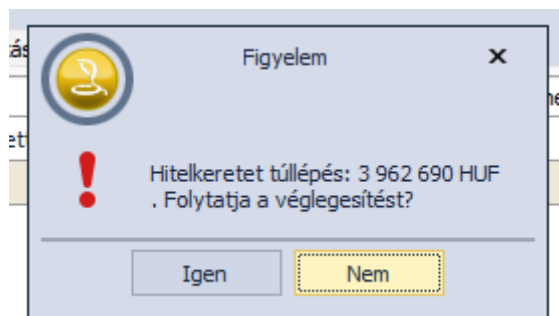 Figyelem
Hitelkeretet túllépés: 3 962 690 HUF
. Folytatja a véglegesítést?
Igen
Nem